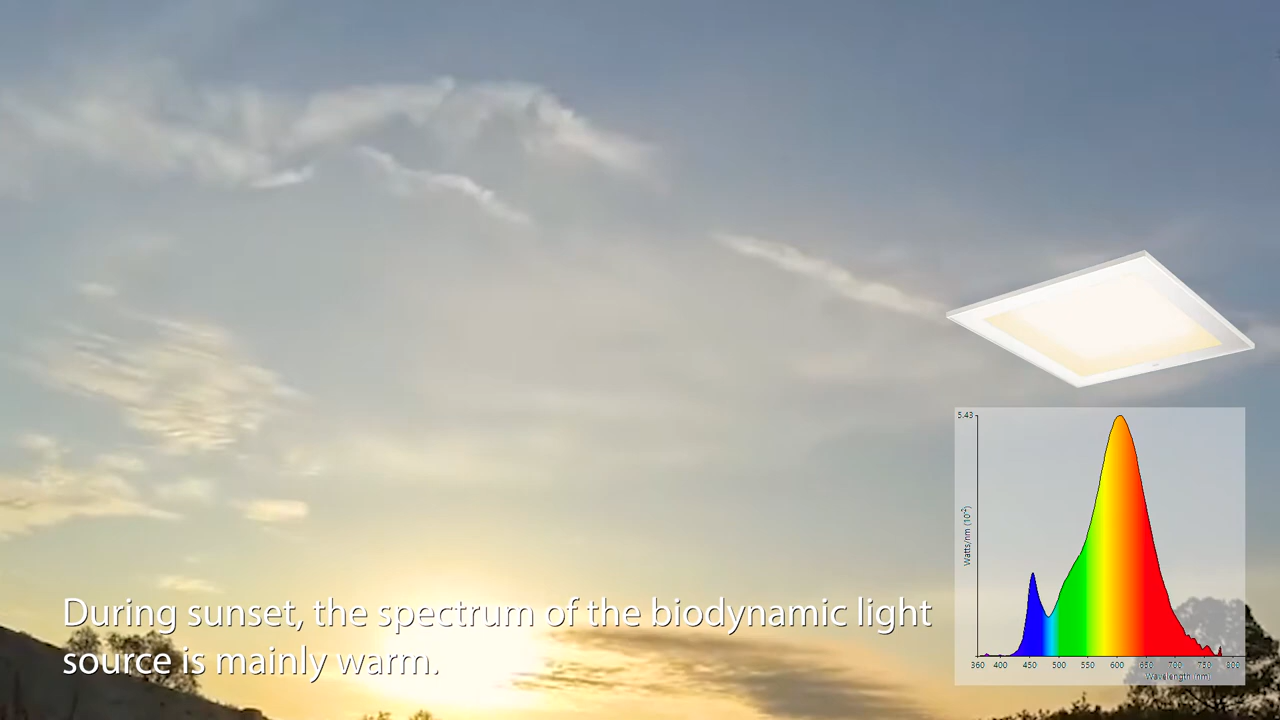 5.43
Watts/nm (10⁻²)
360 400 450 500 550 600 650 700 750 800
Wavelength (nm)
During sunset, the spectrum of the biodynamic light
source is mainly warm.